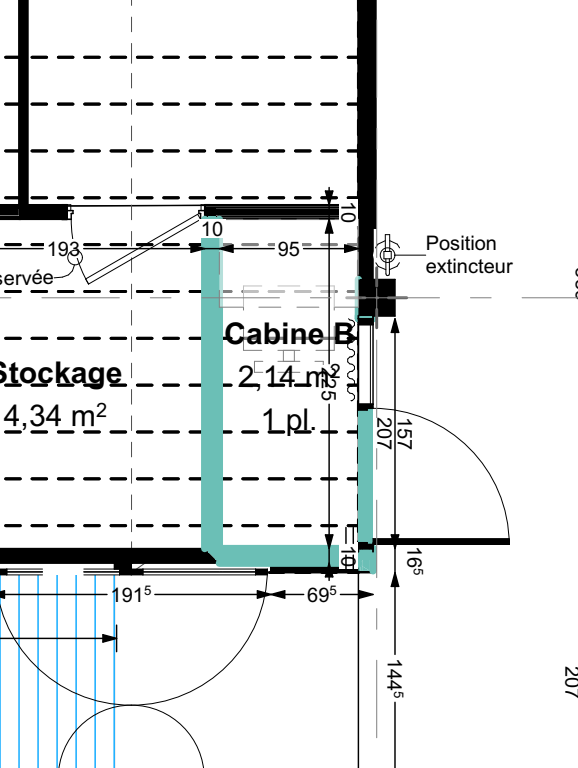 10
10
193
95
Position
extincteur
servée
Cabine B
Stockage
2,14 m²
4,34 m²
1 pl.
157
207
10
16⁵
191⁵
69⁵
144⁵
207